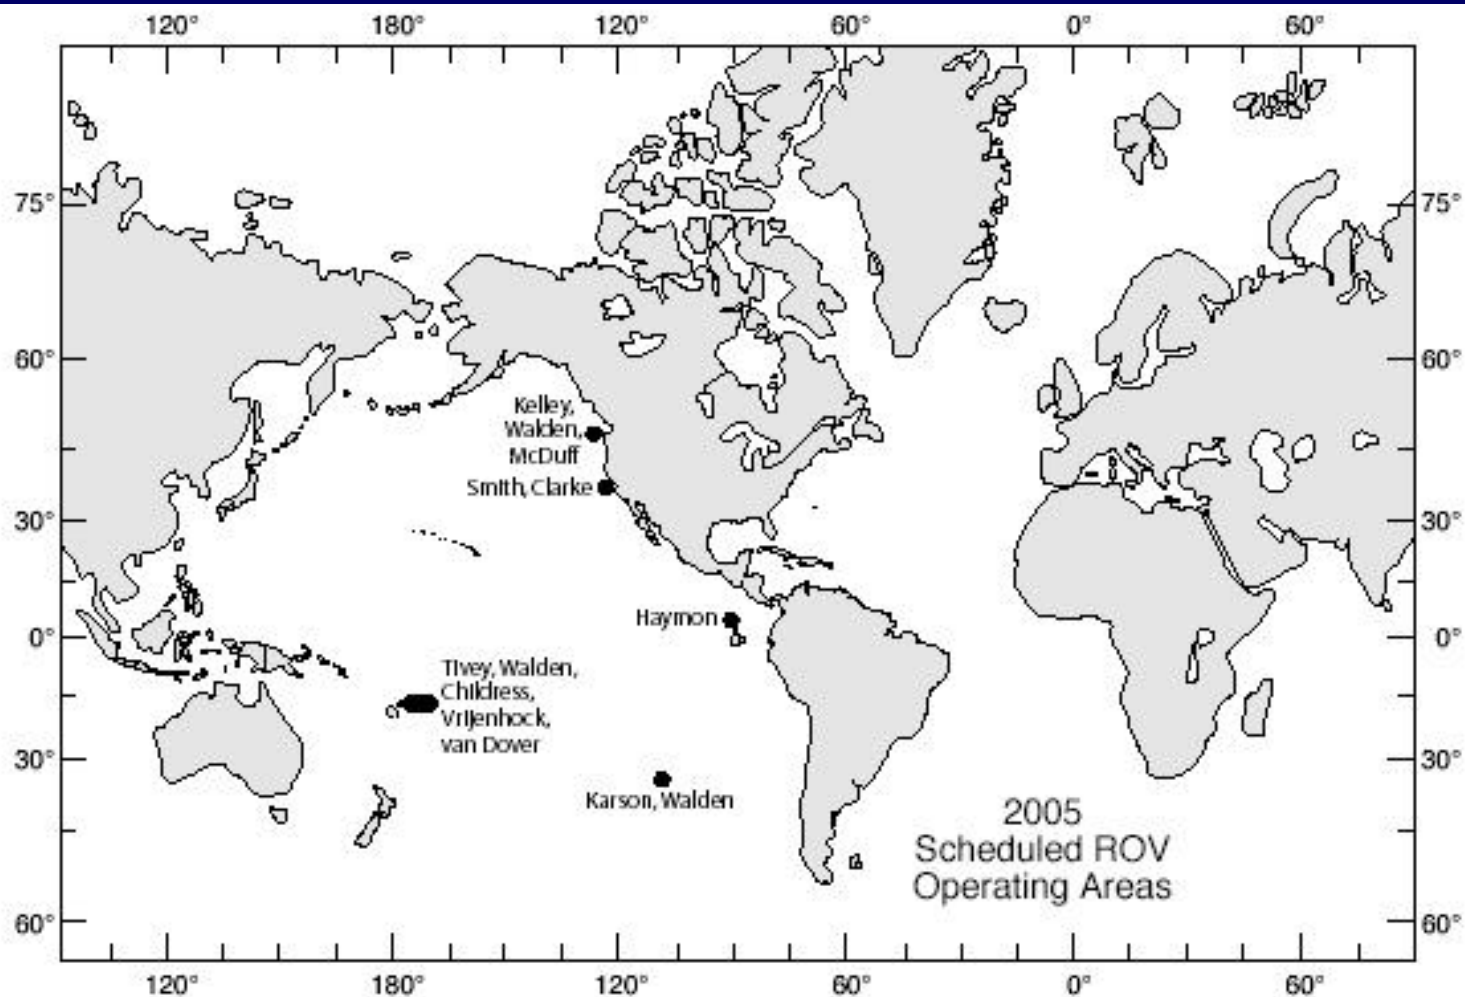 120° 180° 120° 60° 0° 60°
75° 75°
60° 60°
Kelley,
Walden,
McDuff
Smith, Clarke
30° 30°
Haymon
0° 0°
Tivey, Walden,
Childress,
Vrijenhock,
van Dover
30° 30°
Karson, Walden
2005
Scheduled ROV
Operating Areas
60° 60°
120° 180° 120° 60° 0° 60°